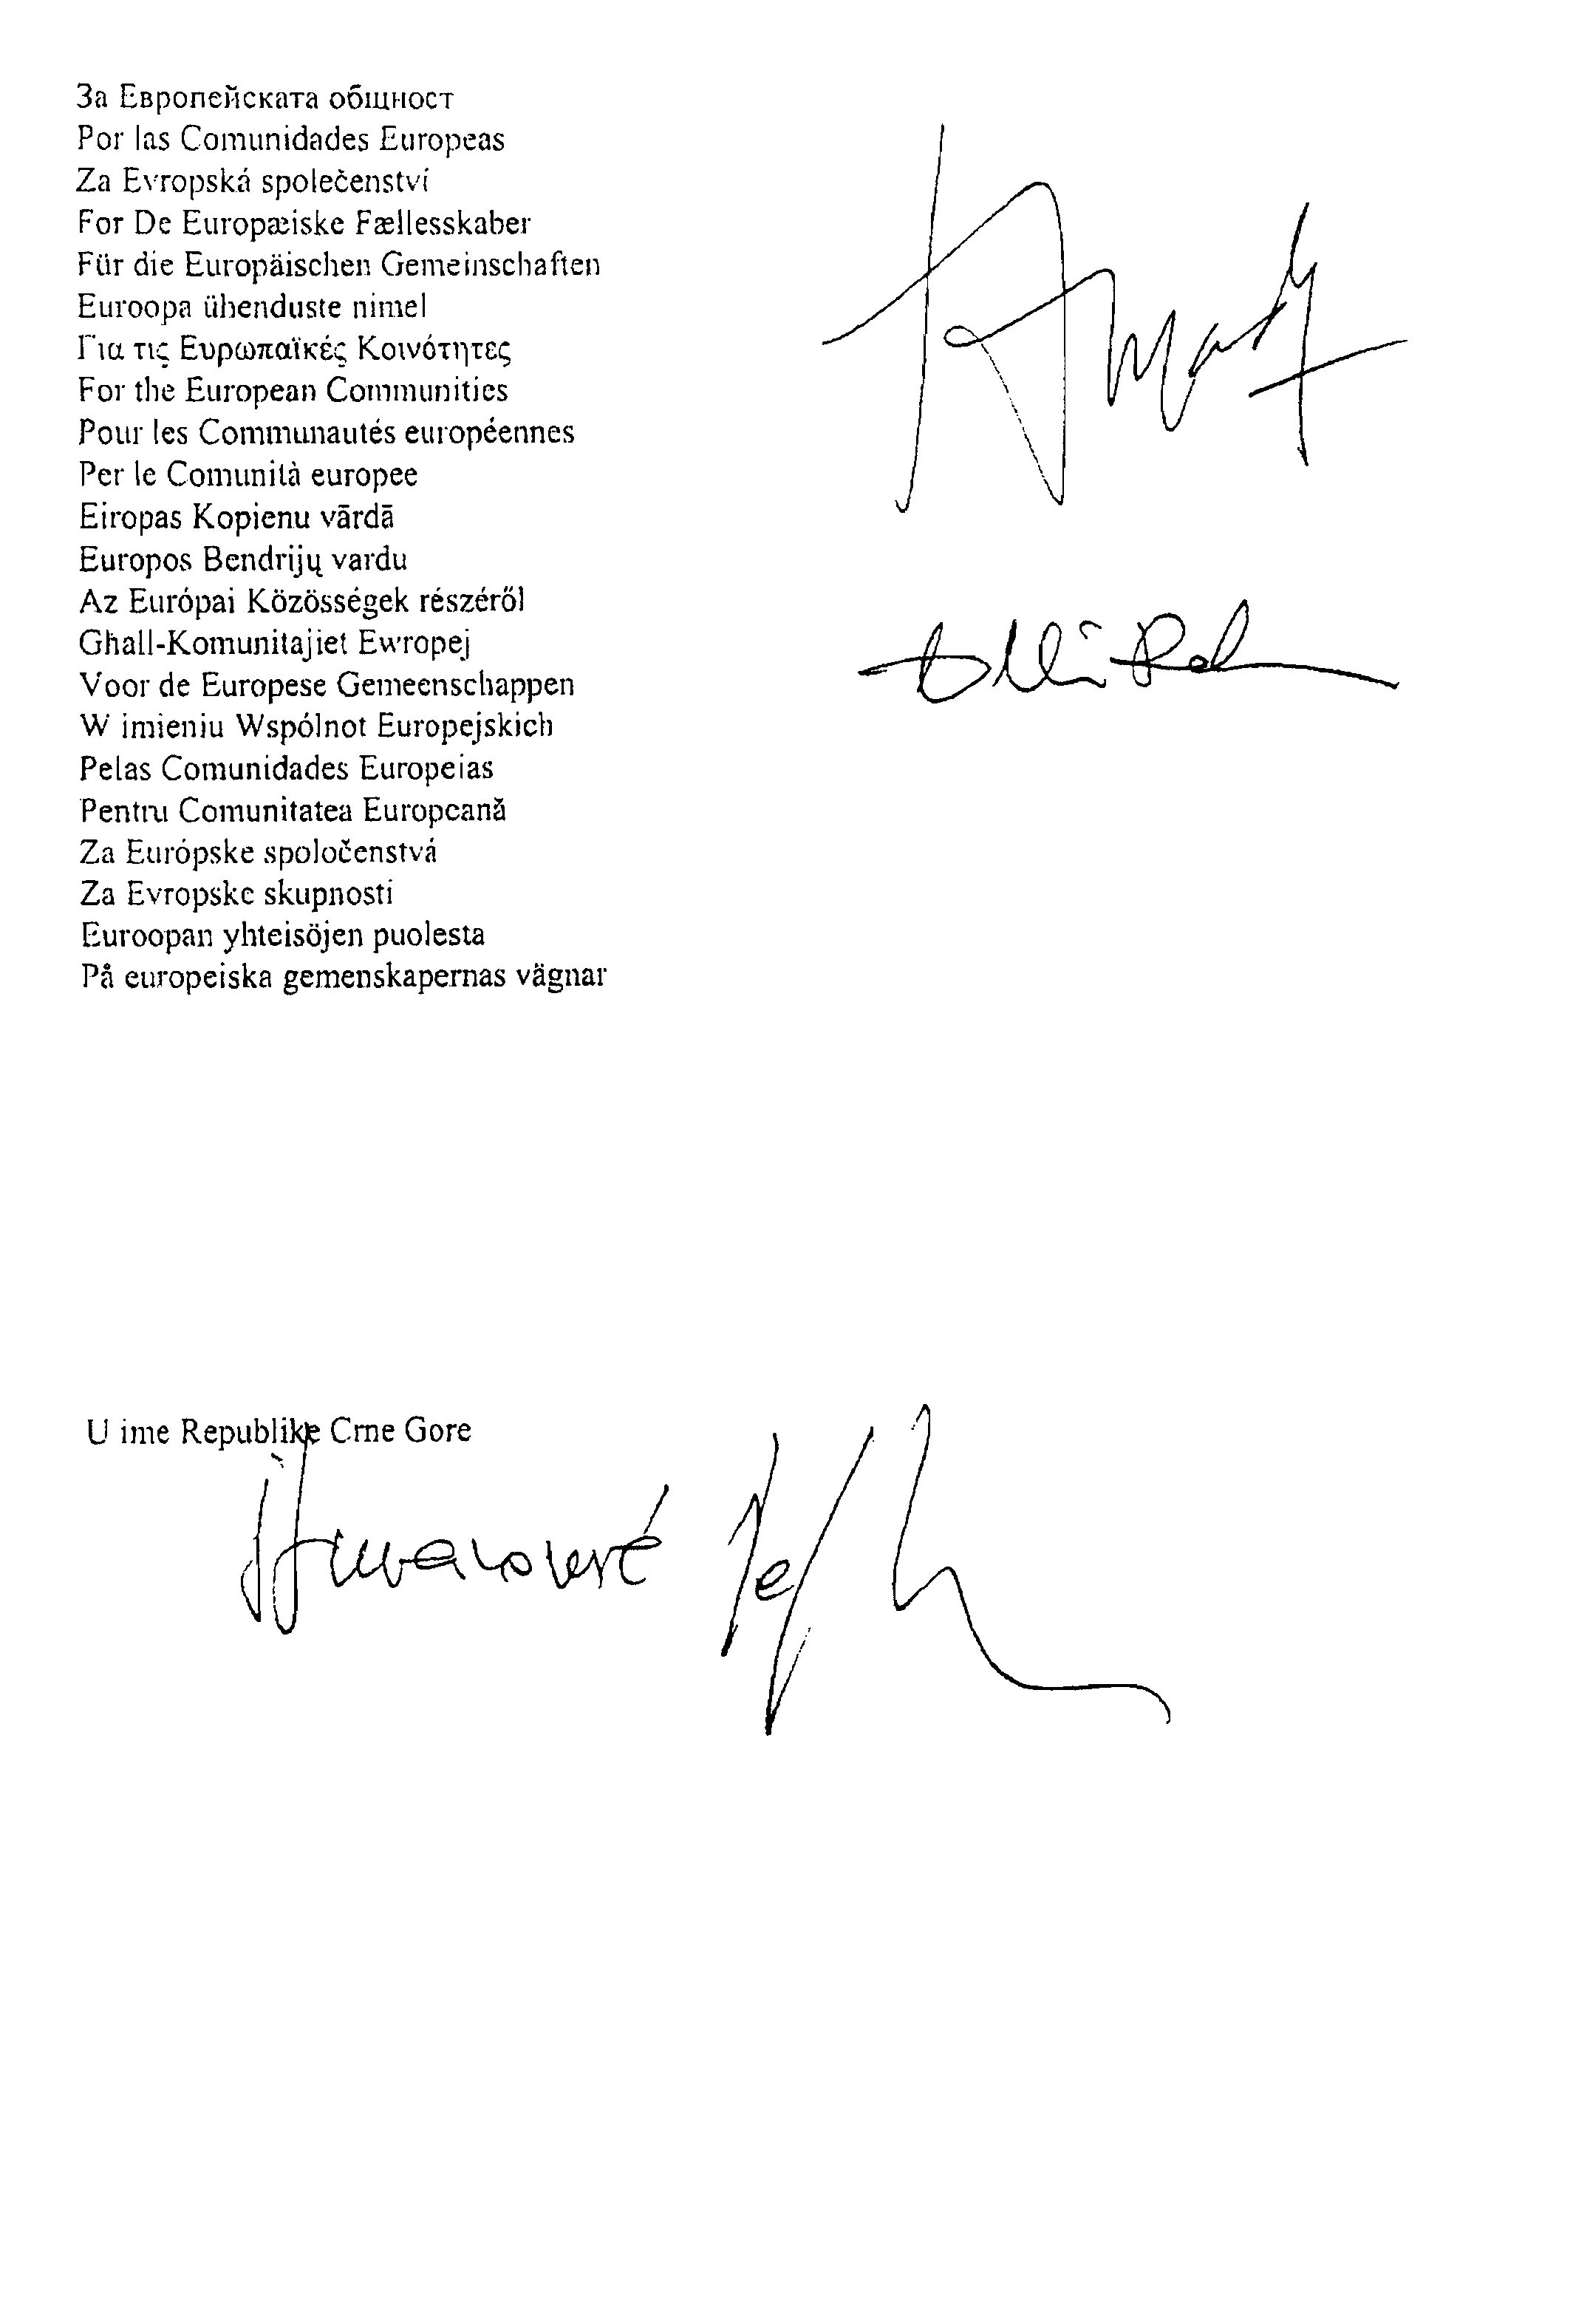 За Европейската общност
Por las Comunidades Europeas
Za Evropská společenství
For De Europæiske Fællesskaber
Für die Europäischen Gemeinschaften
Euroopa ühenduste nimel
Για τις Ευρωπαϊκές Κοινότητες
For the European Communities
Pour les Communautés européennes
Per le Comunità europee
Eiropas Kopienu vārdā
Europos Bendrijų vardu
Az Európai Közösségek részéről
Għall-Komunitajiet Ewropej
Voor de Europese Gemeenschappen
W imieniu Wspólnot Europejskich
Pelas Comunidades Europeias
Pentru Comunitatea Europeană
Za Európske spoločenstvá
Za Evropske skupnosti
Euroopan yhteisöjen puolesta
På europeiska gemenskapernas vägnar
Olli Reh
U ime Republike Crne Gore